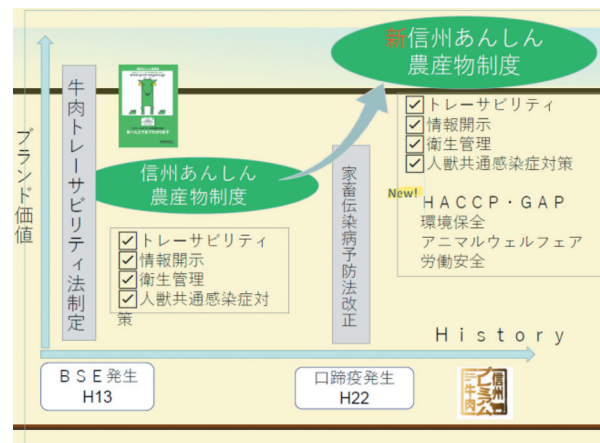 新信州あんしん
農産物制度
トレーサビリティ
情報開示
衛生管理
人獣共通感染症対策
New!
HACCP・GAP
環境保全
アニマルウェルフェア
労働安全
ブランド価値
牛肉トレーサビリティ法制定
信州あんしん
農産物制度
トレーサビリティ
情報開示
衛生管理
人獣共通感染症対
策
家畜伝染病予防法改正
History
BSE発生
H13
口蹄疫発生
H22
信州
プレミアム
牛肉